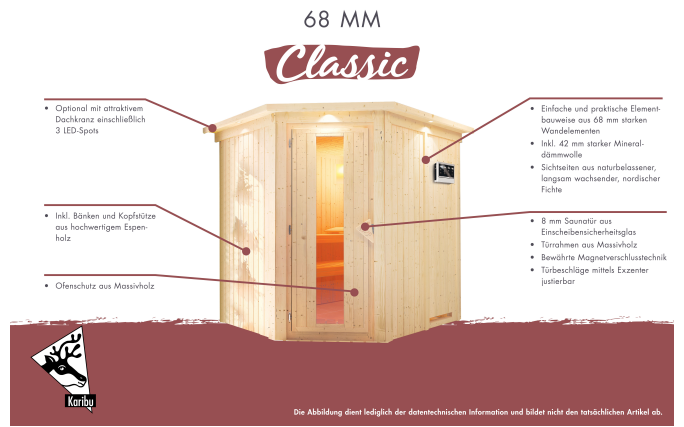 68 MM
Classic
• Optional mit attraktivem
Dachkranz einschließlich
3 LED-Spots
• Inkl. Bänken und Kopfstütze
aus hochwertigem Espen-
holz
• Ofenschutz aus Massivholz
• Einfache und praktische Element-
bauweise aus 68 mm starken
Wandelementen
• Inkl. 42 mm starker Mineral-
dämmwolle
• Sichtseiten aus naturbelassener,
langsam wachsender, nordischer
Fichte
• 8 mm Saunatür aus
Einscheibensicherheitsglas
• Türrahmen aus Massivholz
• Bewährte Magnetverschlusstechnik
• Türbeschläge mittels Exzenter
justierbar
Karibu
Die Abbildung dient lediglich der datentechnischen Information und bildet nicht den tatsächlichen Artikel ab.